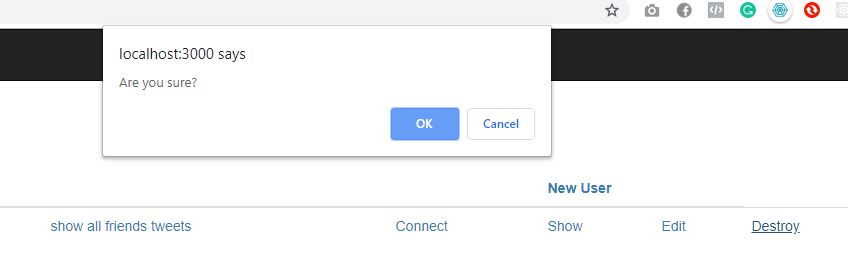 localhost:3000 says
Are you sure?
OK Cancel
New User
show all friends tweets Connect Show Edit Destroy